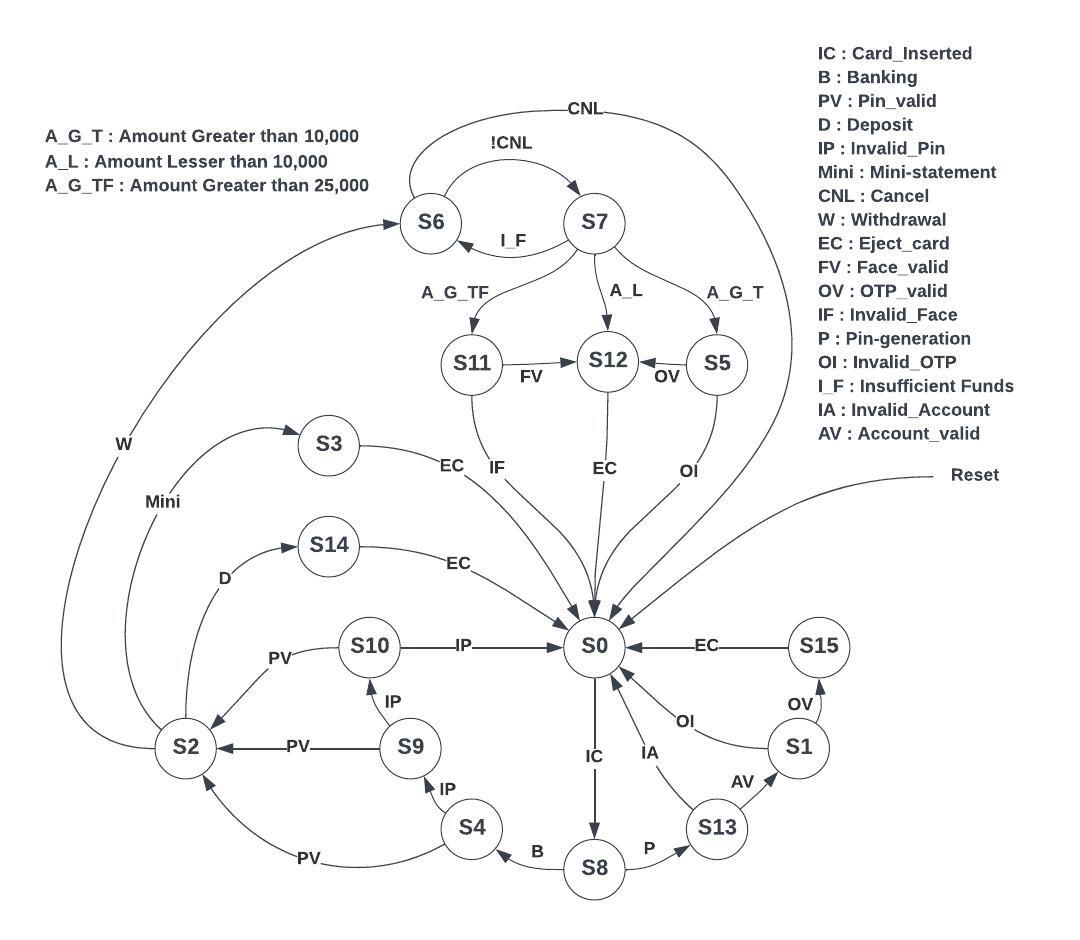 IC : Card_Inserted
B : Banking
PV : Pin_valid
D : Deposit
IP : Invalid_Pin
Mini : Mini-statement
CNL : Cancel
W : Withdrawal
EC : Eject_card
FV : Face_valid
OV : OTP_valid
IF : Invalid_Face
P : Pin-generation
OI : Invalid_OTP
I_F : Insufficient Funds
IA : Invalid_Account
AV : Account_valid
A_G_T : Amount Greater than 10,000
A_L : Amount Lesser than 10,000
A_G_TF : Amount Greater than 25,000
CNL
!CNL
S6
S7
I_F
A_G_TF
A_L
A_G_T
S11
FV
S12
OV
S5
W
S3
EC
IF
EC
OI
Reset
Mini
S14
EC
D
S10
IP
S0
EC
S15
PV
IP
OV
S2
PV
S9
IC
IA
OI
S1
IP
AV
S4
S13
PV
B
S8
P